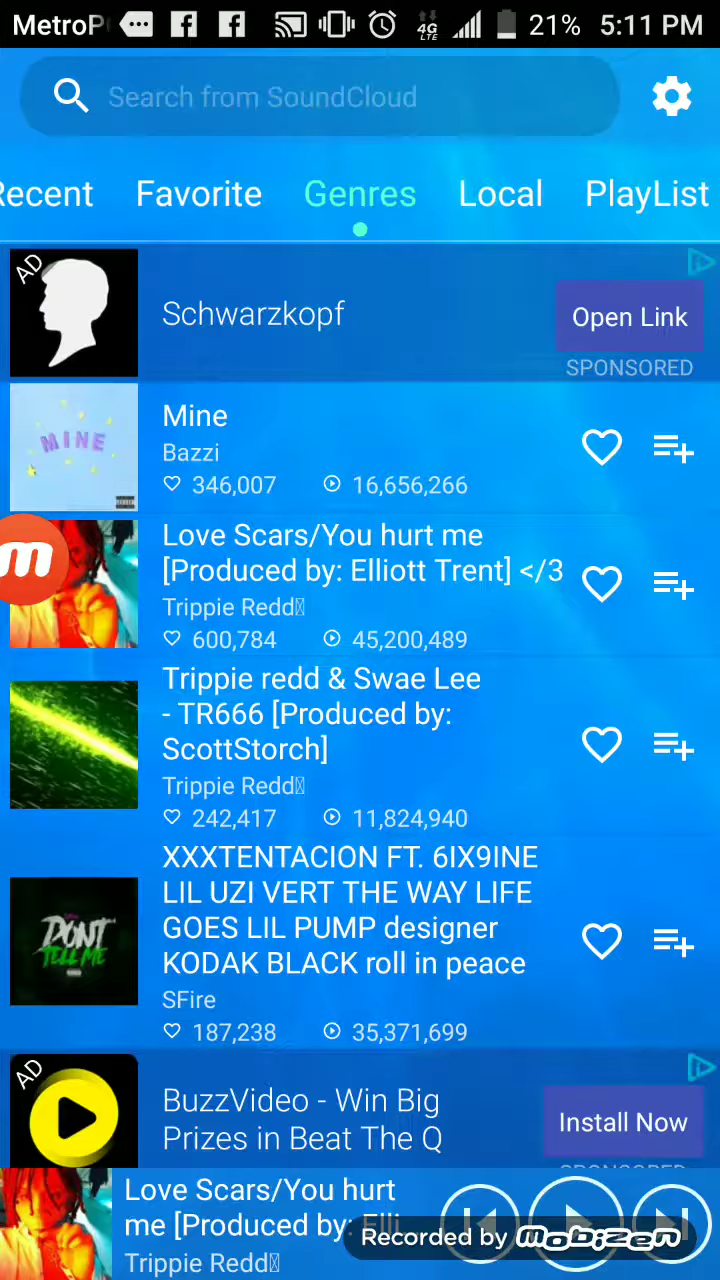 MetroP
4G
LTE
21%
5:11 PM
Search from SoundCloud
Recent
Favorite
Genres
Local
PlayList
AD
Schwarzkopf
Open Link
SPONSORED
MINE
Mine
Bazzi
346,007
16,656,266
m
Love Scars/You hurt me
[Produced by: Elliott Trent] </3
Trippie Redd
600,784
45,200,489
Trippie redd & Swae Lee
- TR666 [Produced by:
ScottStorch]
Trippie Redd
242,417
11,824,940
DONT
TELL ME
XXXTENTACION FT. 6IX9INE
LIL UZI VERT THE WAY LIFE
GOES LIL PUMP designer
KODAK BLACK roll in peace
SFire
187,238
35,371,699
AD
BuzzVideo - Win Big
Prizes in Beat The Q
Install Now
SPONSORED
Love Scars/You hurt
me [Produced by: Elli
Trippie Redd
Recorded by mobizen